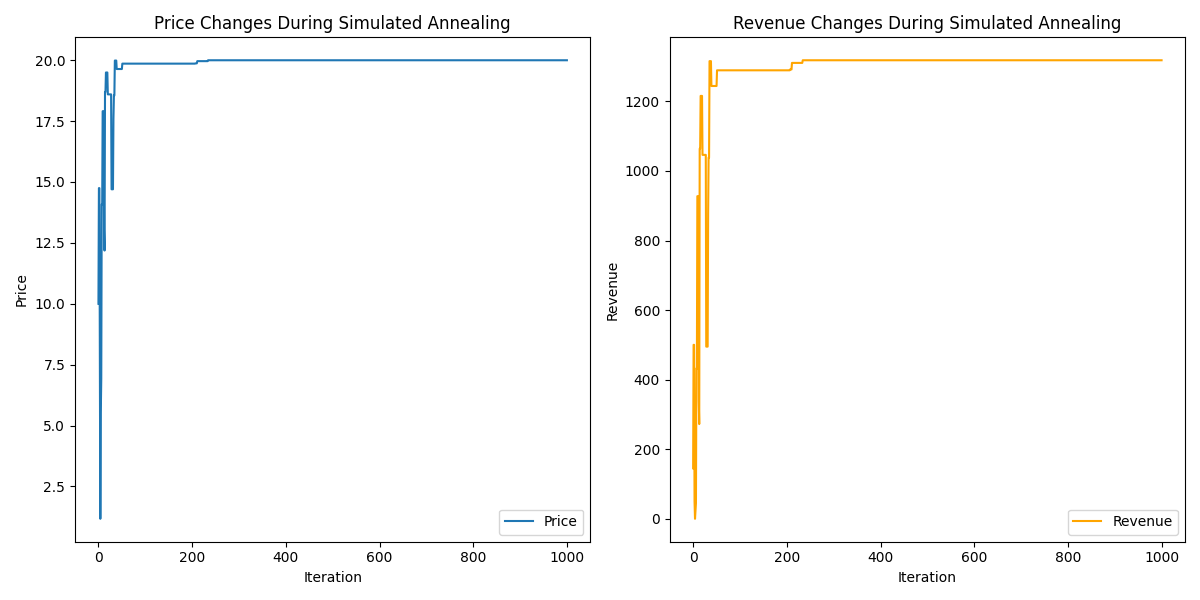 Price Changes During Simulated Annealing
Price
20.0
17.5
15.0
12.5
10.0
7.5
5.0
2.5
0 200 400 600 800 1000
Iteration
Price
Revenue Changes During Simulated Annealing
Revenue
1200
1000
800
600
400
200
0
0 200 400 600 800 1000
Iteration
Revenue